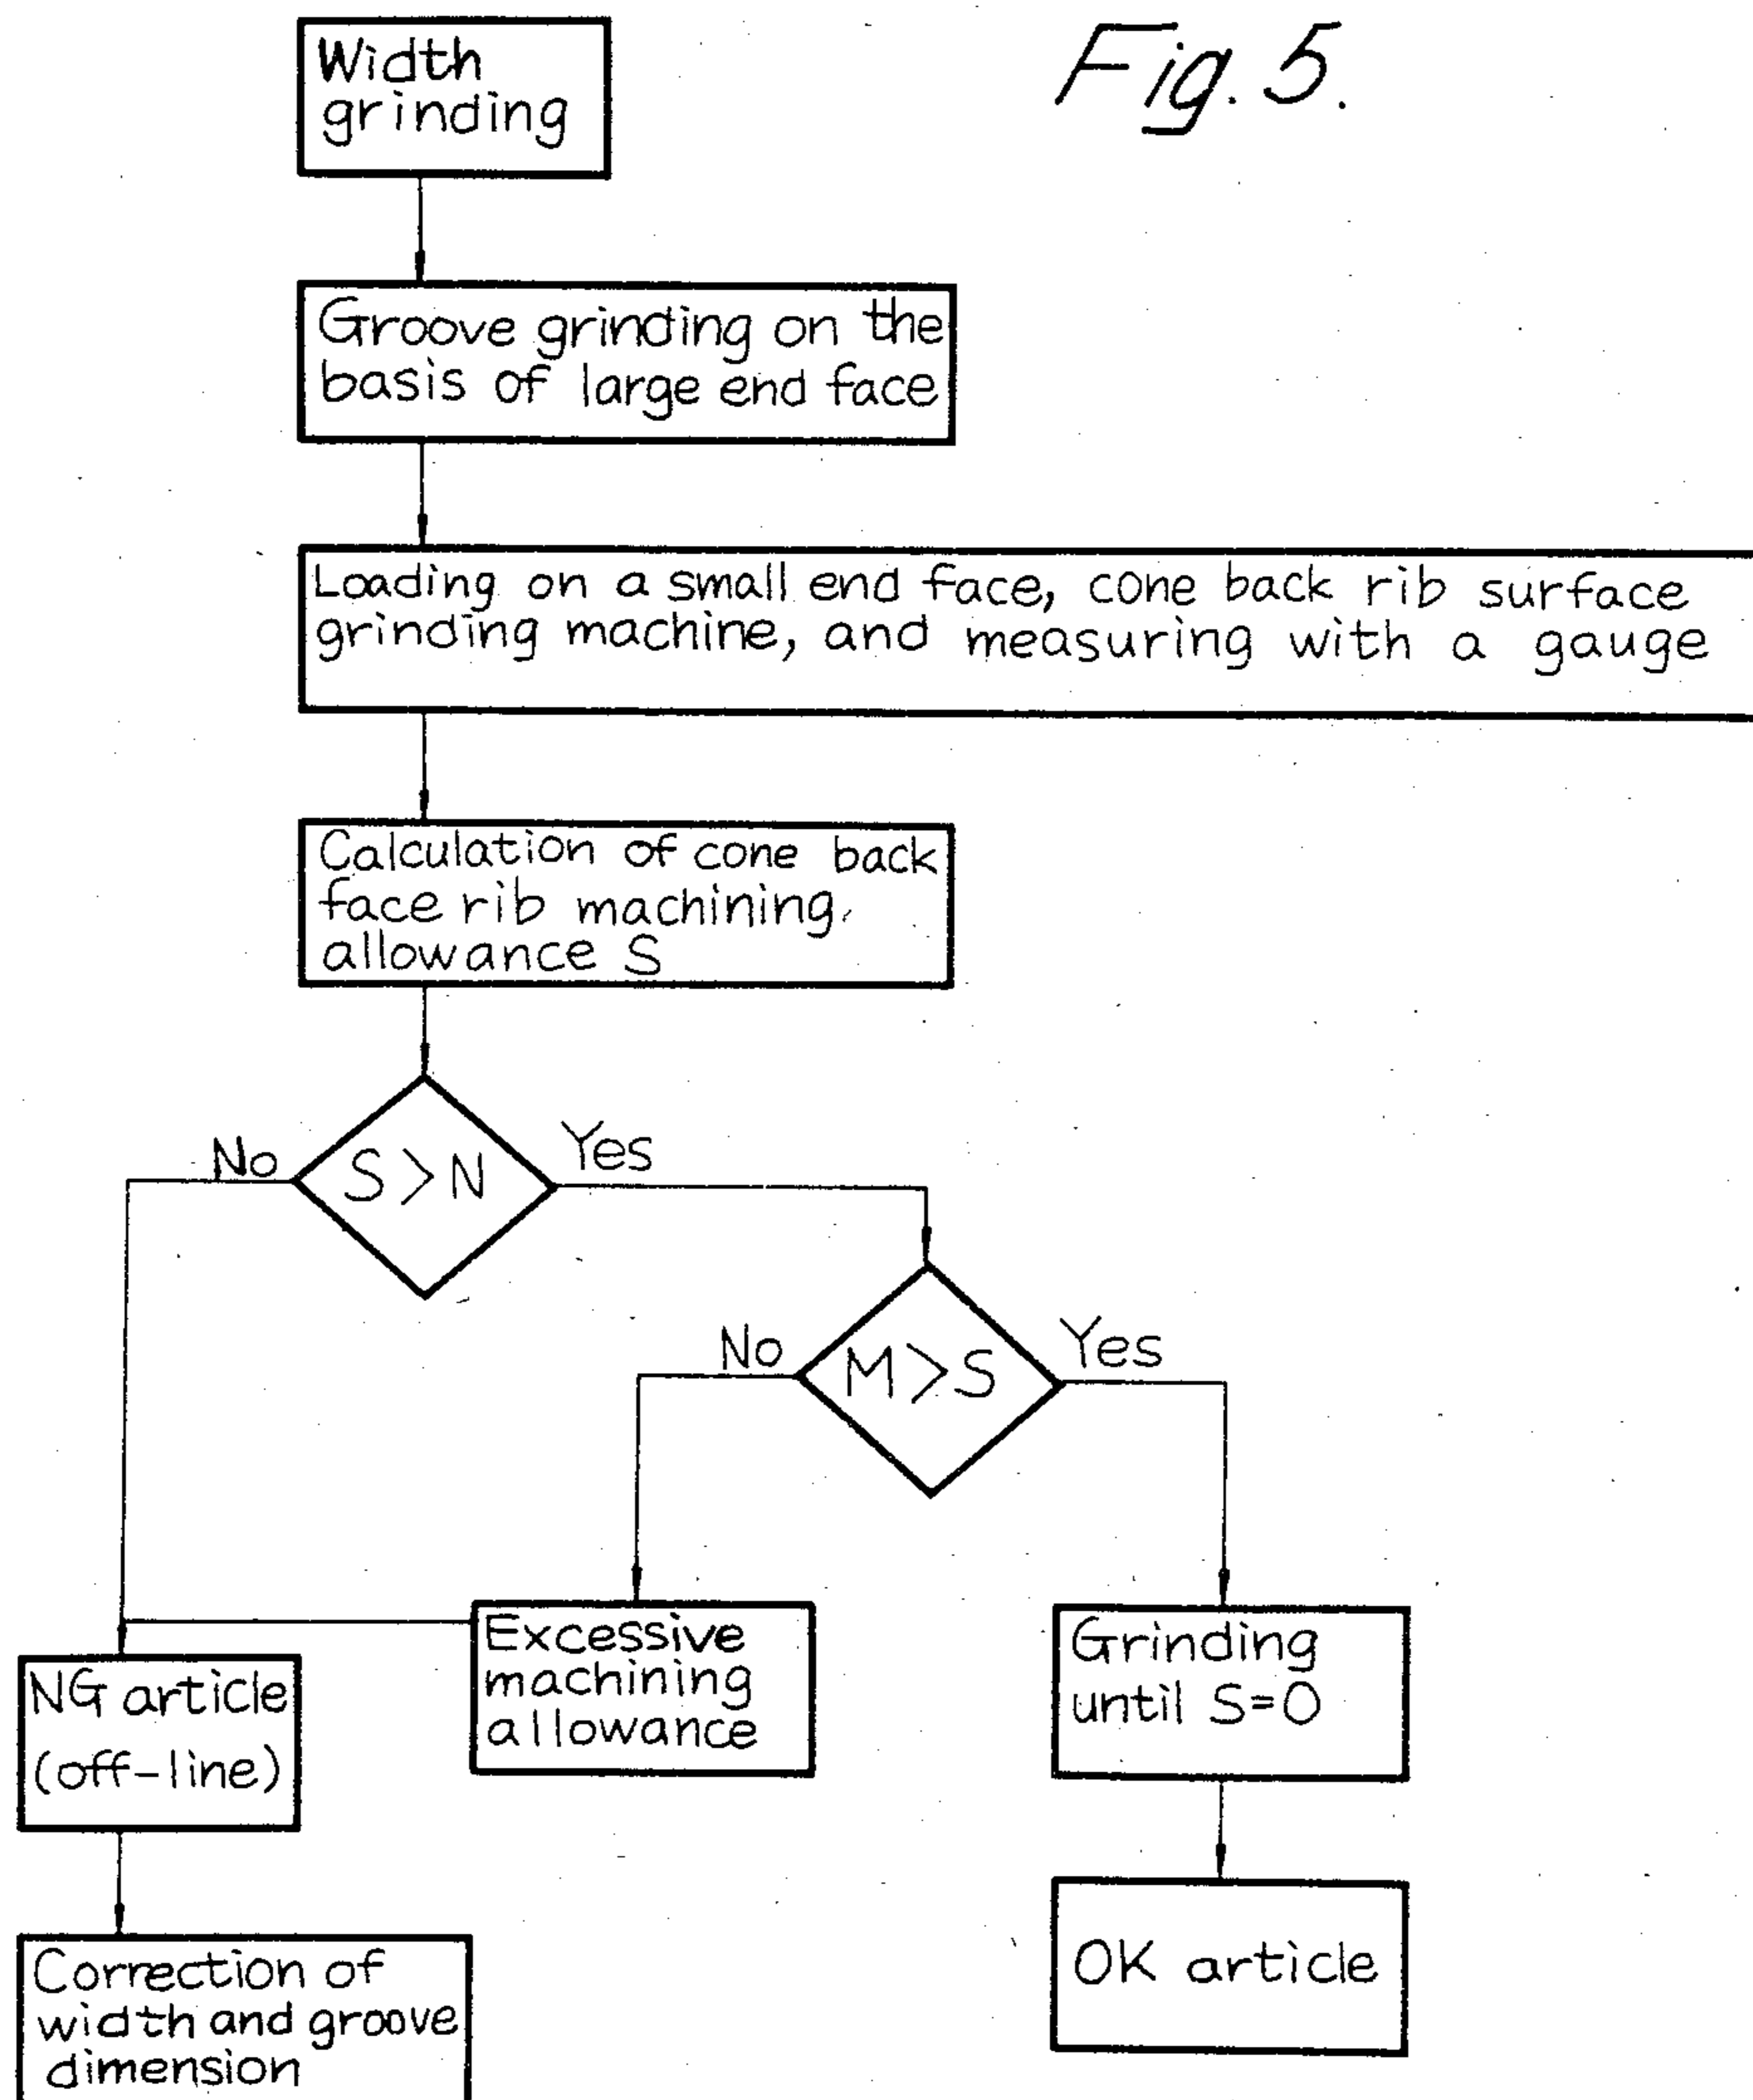 Fig. 5.
Width
grinding
Groove grinding on the
basis of large end face
Loading on a small end face, cone back rib surface
grinding machine, and measuring with a gauge
Calculation of cone back
face rib machining
allowance S
S>N
No
Yes
M>S
No
Yes
NG article
(off-line)
Excessive
machining
allowance
Grinding
until S=0
Correction of
width and groove
dimension
OK article